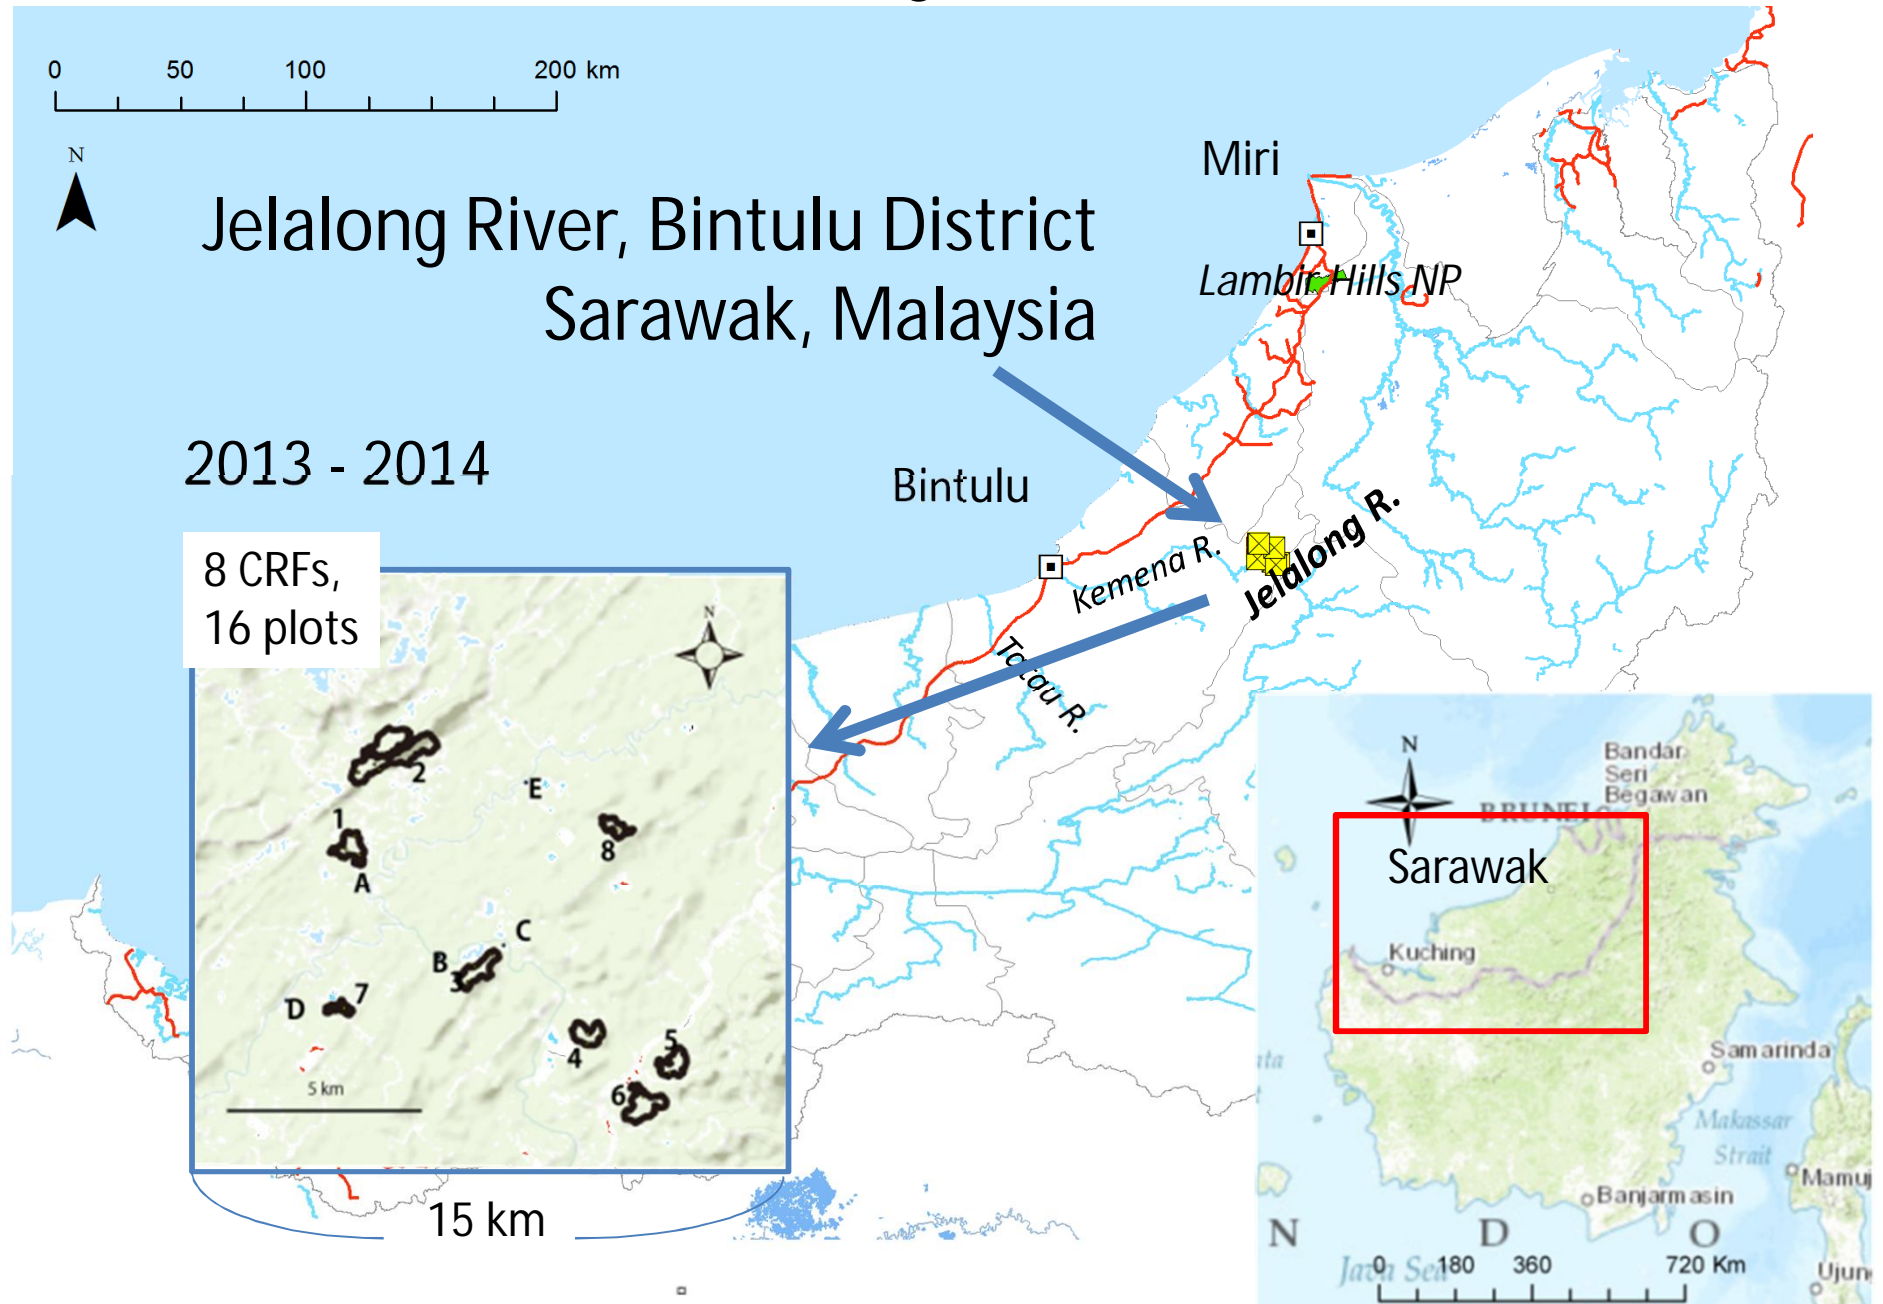 0 50 100 200 km
N
Miri
Jelalong River, Bintulu District
Sarawak, Malaysia
Lambir Hills NP
2013 - 2014
Bintulu
Kemena R.
Jelalong R.
Tatau R.
8 CRFs,
16 plots
N
2
E
1
8
A
C
B
3
D
7
4
5
6
5 km
15 km
N
Bandar
Seri
Begawan
BRUNEI
Sarawak
Kuching
Samarinda
Makassar
Strait
Mamuj
Banjarmasin
N D O
Java Sea
0 180 360 720 Km
Ujun